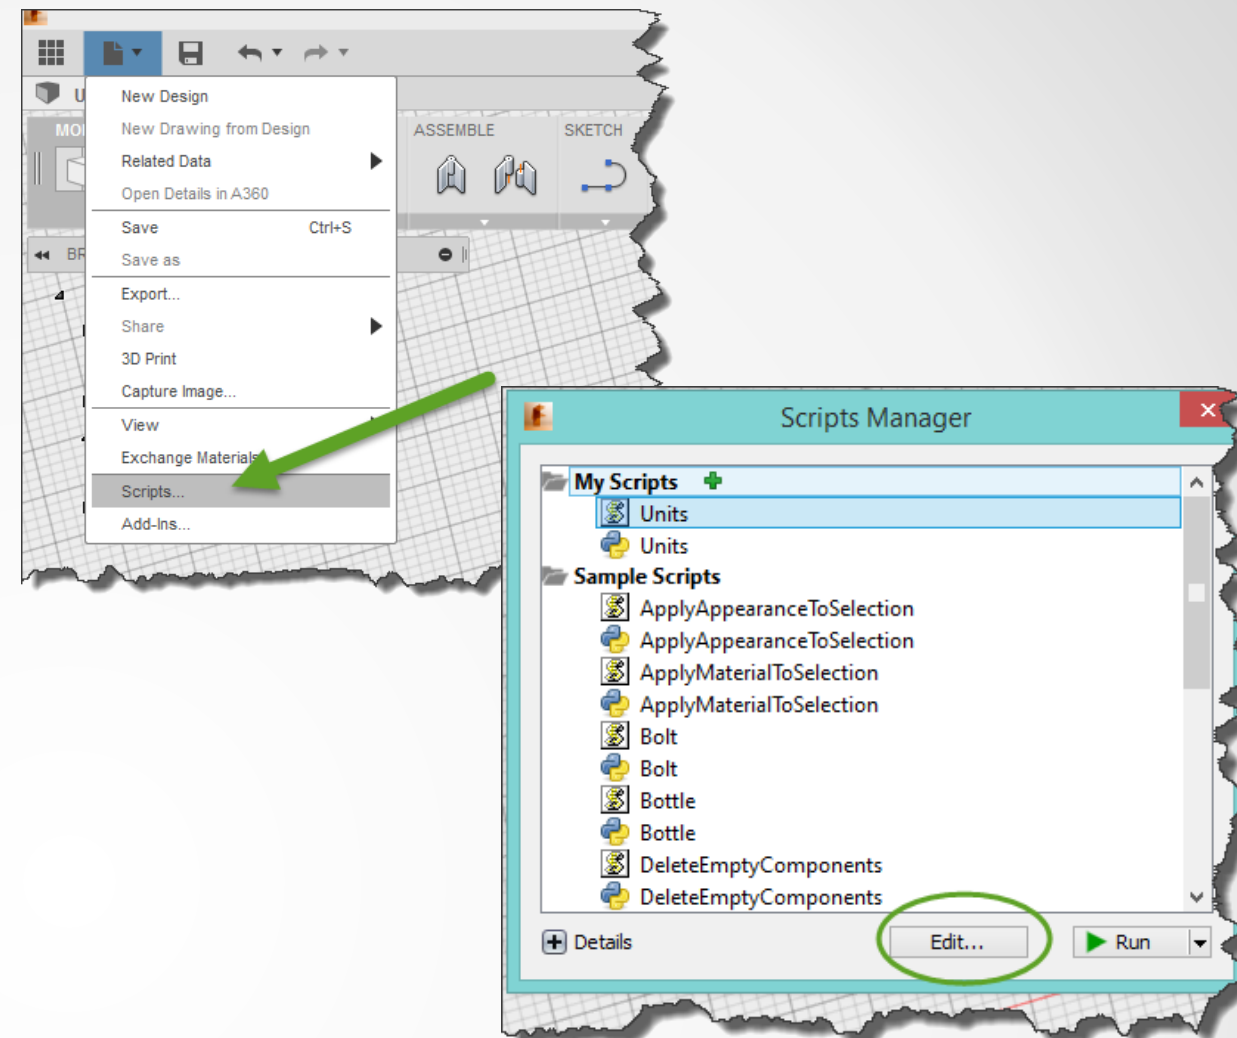 U
New Design
MO
New Drawing from Design
ASSEMBLE
SKETCH
Related Data
Open Details in A360
Save Ctrl+S
BR
Save as
Export...
Share
3D Print
Capture Image...
View
Exchange Materials
Scripts...
Add-Ins...
Scripts Manager
My Scripts
Units
Units
Sample Scripts
ApplyAppearanceToSelection
ApplyAppearanceToSelection
ApplyMaterialToSelection
ApplyMaterialToSelection
Bolt
Bolt
Bottle
Bottle
DeleteEmptyComponents
DeleteEmptyComponents
Details
Edit...
Run